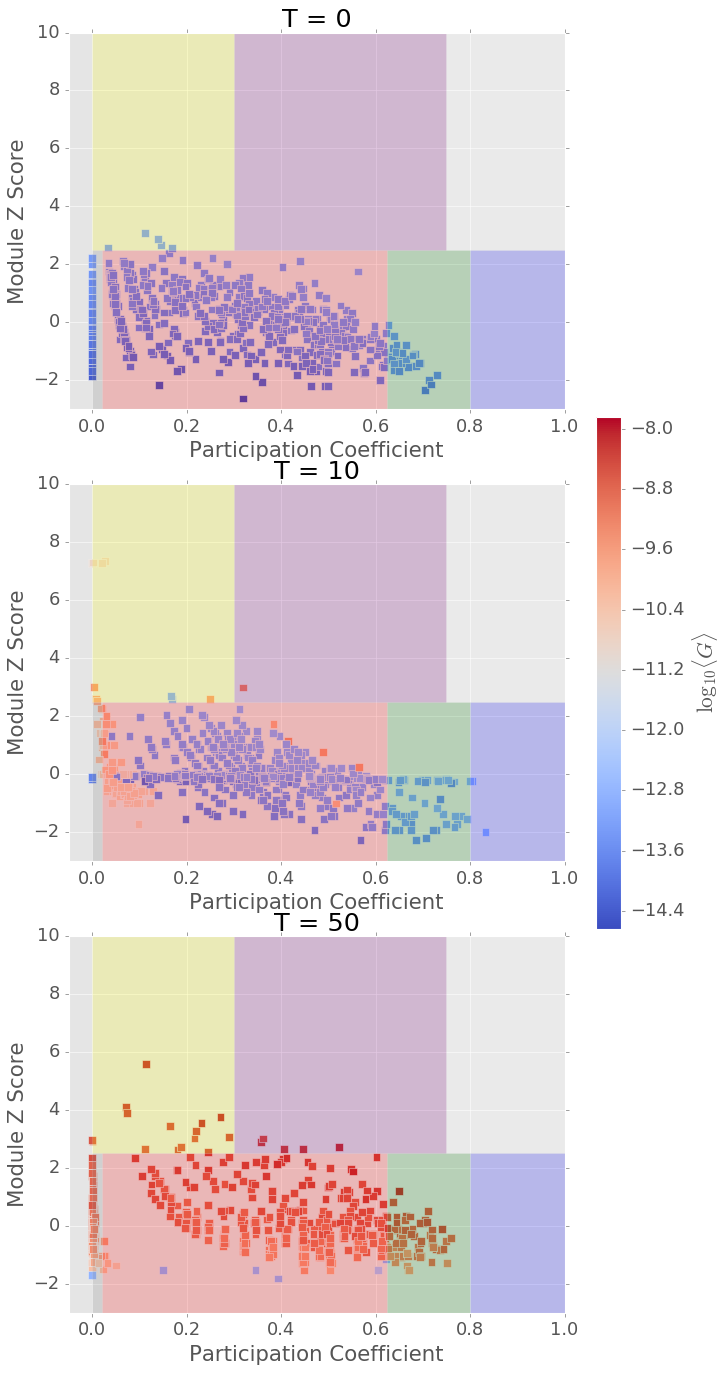 T = 0
10
8
6
4
2
0
−2
Module Z Score
0.0 0.2 0.4 0.6 0.8 1.0
Participation Coefficient
T = 10
10
8
6
4
2
0
−2
Module Z Score
0.0 0.2 0.4 0.6 0.8 1.0
Participation Coefficient
T = 50
10
8
6
4
2
0
−2
Module Z Score
0.0 0.2 0.4 0.6 0.8 1.0
Participation Coefficient
−8.0
−8.8
−9.6
−10.4
−11.2
−12.0
−12.8
−13.6
−14.4
log₁₀⟨G⟩